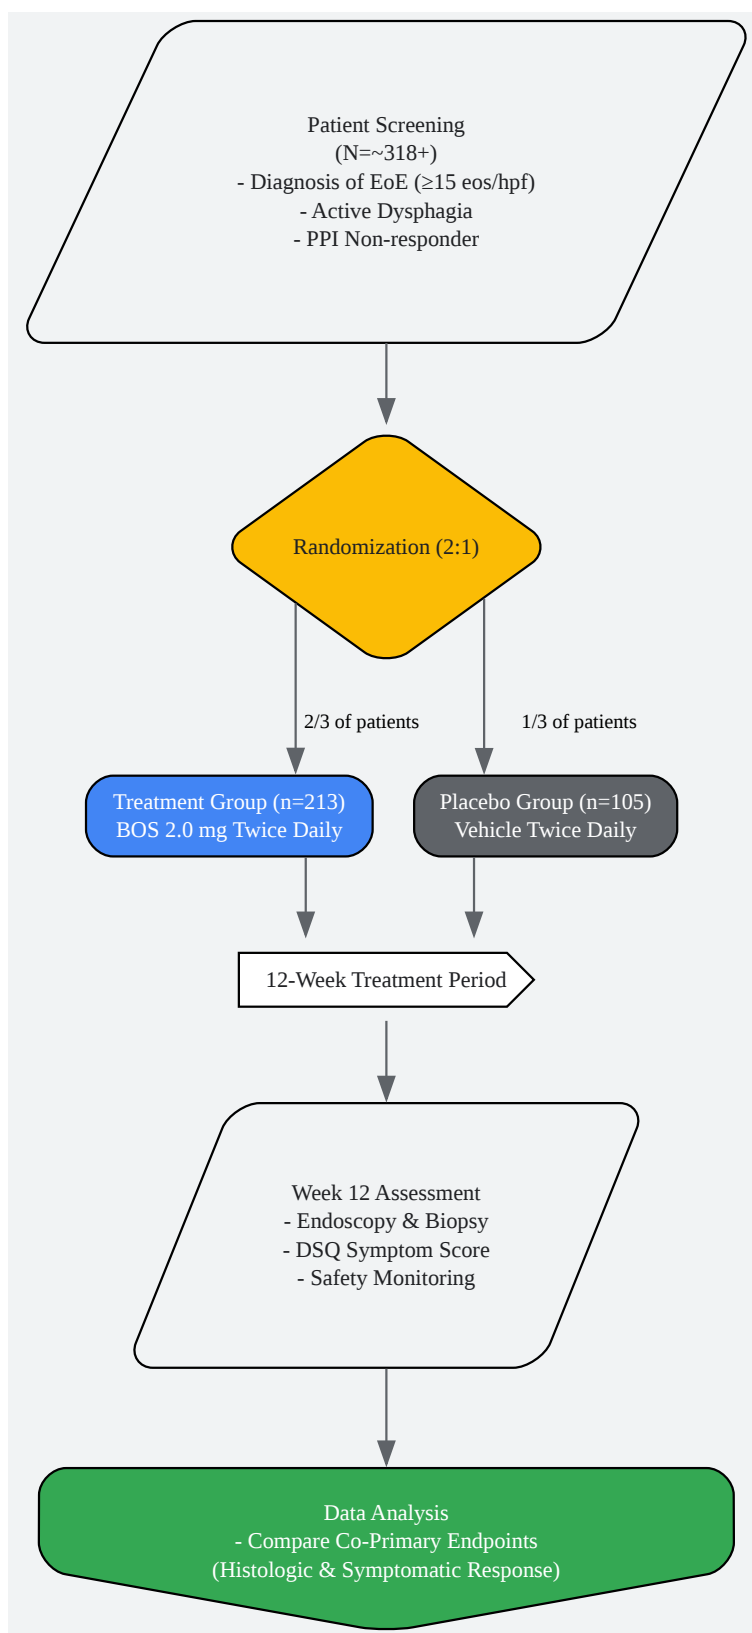 Patient Screening
(N=~318+)
- Diagnosis of EoE (≥15 eos/hpf)
- Active Dysphagia
- PPI Non-responder
Randomization (2:1)
2/3 of patients
1/3 of patients
Treatment Group (n=213)
BOS 2.0 mg Twice Daily
Placebo Group (n=105)
Vehicle Twice Daily
12-Week Treatment Period
Week 12 Assessment
- Endoscopy & Biopsy
- DSQ Symptom Score
- Safety Monitoring
Data Analysis
- Compare Co-Primary Endpoints
(Histologic & Symptomatic Response)